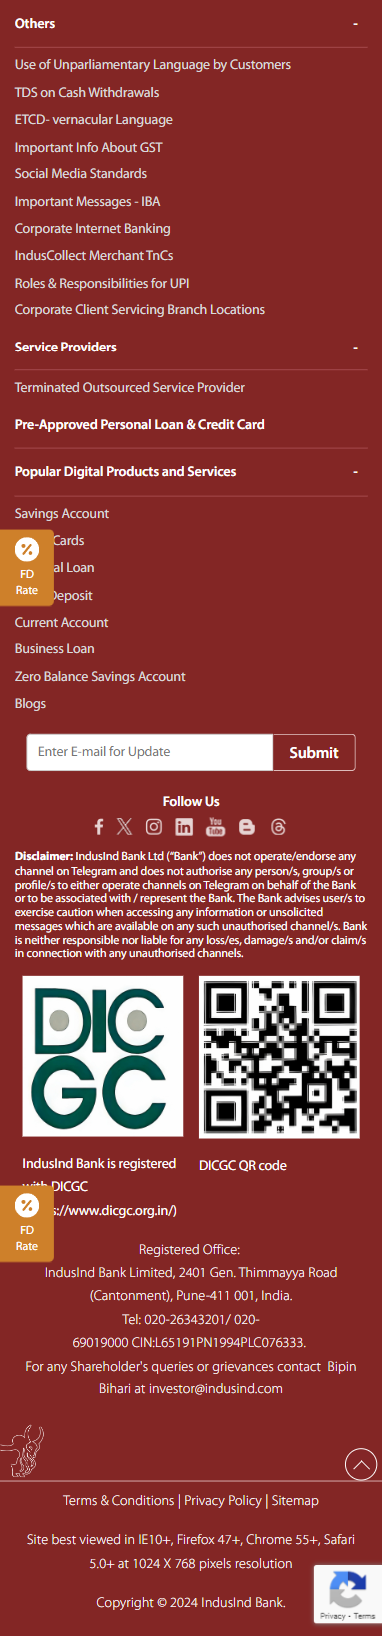 Others -
Use of Unparliamentary Language by Customers
TDS on Cash Withdrawals
ETCD- vernacular Language
Important Info About GST
Social Media Standards
Important Messages - IBA
Corporate Internet Banking
IndusCollect Merchant TnCs
Roles & Responsibilities for UPI
Corporate Client Servicing Branch Locations
Service Providers -
Terminated Outsourced Service Provider
Pre-Approved Personal Loan & Credit Card
Popular Digital Products and Services -
Savings Account
Cards
al Loan
Deposit
FD
Rate
Current Account
Business Loan
Zero Balance Savings Account
Blogs
Enter E-mail for Update Submit
Follow Us
You
Tube
Disclaimer: IndusInd Bank Ltd (“Bank”) does not operate/endorse any
channel on Telegram and does not authorise any person/s, group/s or
profile/s to either operate channels on Telegram on behalf of the Bank
or to be associated with / represent the Bank. The Bank advises user/s to
exercise caution when accessing any information or unsolicited
messages which are available on any such unauthorised channel/s. Bank
is neither responsible nor liable for any loss/es, damage/s and/or claim/s
in connection with any unauthorised channels.
DIC
GC
IndusInd Bank is registered
with DICGC
s://www.dicgc.org.in/)
DICGC QR code
FD
Rate
Registered Office:
IndusInd Bank Limited, 2401 Gen. Thimmayya Road
(Cantonment), Pune-411 001, India.
Tel: 020-26343201/ 020-
69019000 CIN:L65191PN1994PLC076333.
For any Shareholder's queries or grievances contact Bipin
Bihari at investor@indusind.com
Terms & Conditions | Privacy Policy | Sitemap
Site best viewed in IE10+, Firefox 47+, Chrome 55+, Safari
5.0+ at 1024 X 768 pixels resolution
Copyright © 2024 IndusInd Bank.
Privacy - Terms